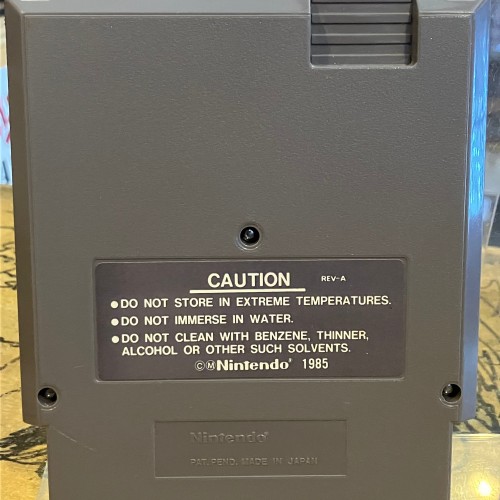 CAUTION REV-A
•DO NOT STORE IN EXTREME TEMPERATURES.
•DO NOT IMMERSE IN WATER.
•DO NOT CLEAN WITH BENZENE, THINNER,
ALCOHOL OR OTHER SUCH SOLVENTS.
©ⓂNintendo® 1985
Nintendo®
PAT. PEND. MADE IN JAPAN